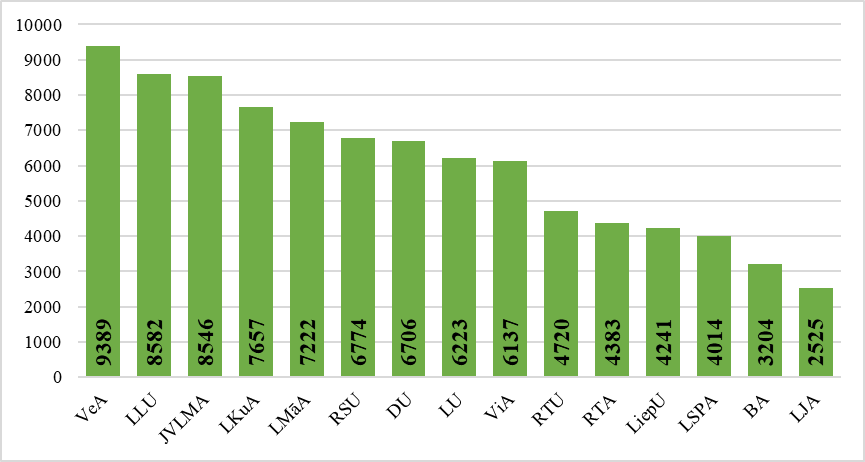 10000
9000
8000
7000
6000
5000
4000
3000
2000
1000
0
9389
8582
8546
7657
7222
6774
6706
6223
6137
4720
4383
4241
4014
3204
2525
VeA
LLU
JVLMA
LKuA
LMāA
RSU
DU
LU
ViA
RTU
RTA
LiepU
LSPA
BA
LJA